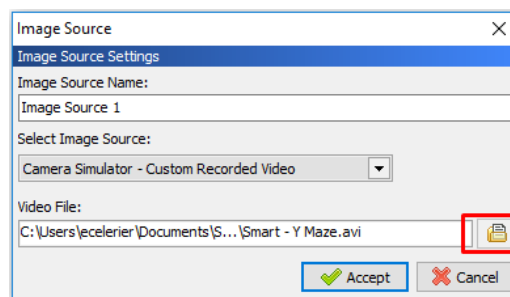 Image Source
Image Source Settings
Image Source Name:
Image Source 1
Select Image Source:
Camera Simulator - Custom Recorded Video
Video File:
C:\Users\ecelerier\Documents\S...\Smart - Y Maze.avi
Accept Cancel